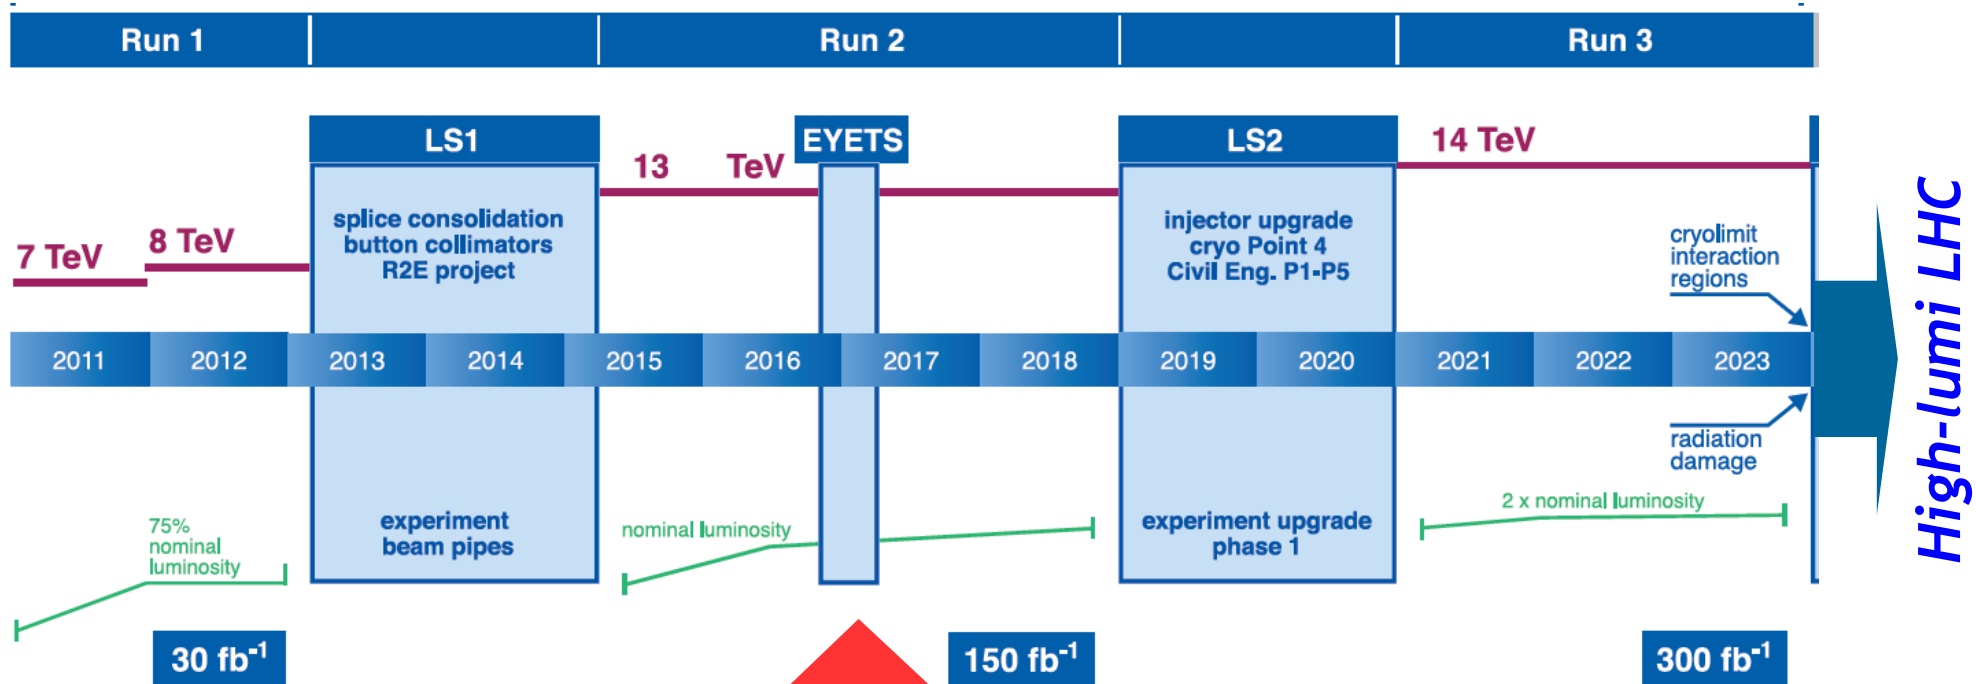 Run 1
Run 2
Run 3
LS1
EYETS
LS2
14 TeV
13 TeV
7 TeV
8 TeV
splice consolidation
button collimators
R2E project
injector upgrade
cryo Point 4
Civil Eng. P1-P5
cryolimit
interaction
regions
2011 2012 2013 2014 2015 2016 2017 2018 2019 2020 2021 2022 2023
radiation
damage
75%
nominal
luminosity
experiment
beam pipes
nominal luminosity
experiment upgrade
phase 1
2 x nominal luminosity
30 fb⁻¹
150 fb⁻¹
300 fb⁻¹
High-lumi LHC